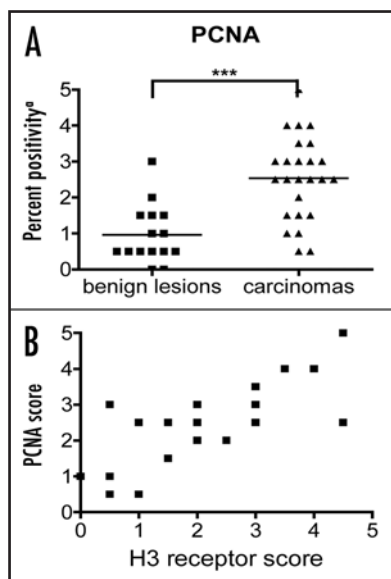 A
PCNA
***
Percent positivityª
5
4
3
2
1
0
benign lesions carcinomas
B
PCNA score
5
4
3
2
1
0
0 1 2 3 4 5
H3 receptor score